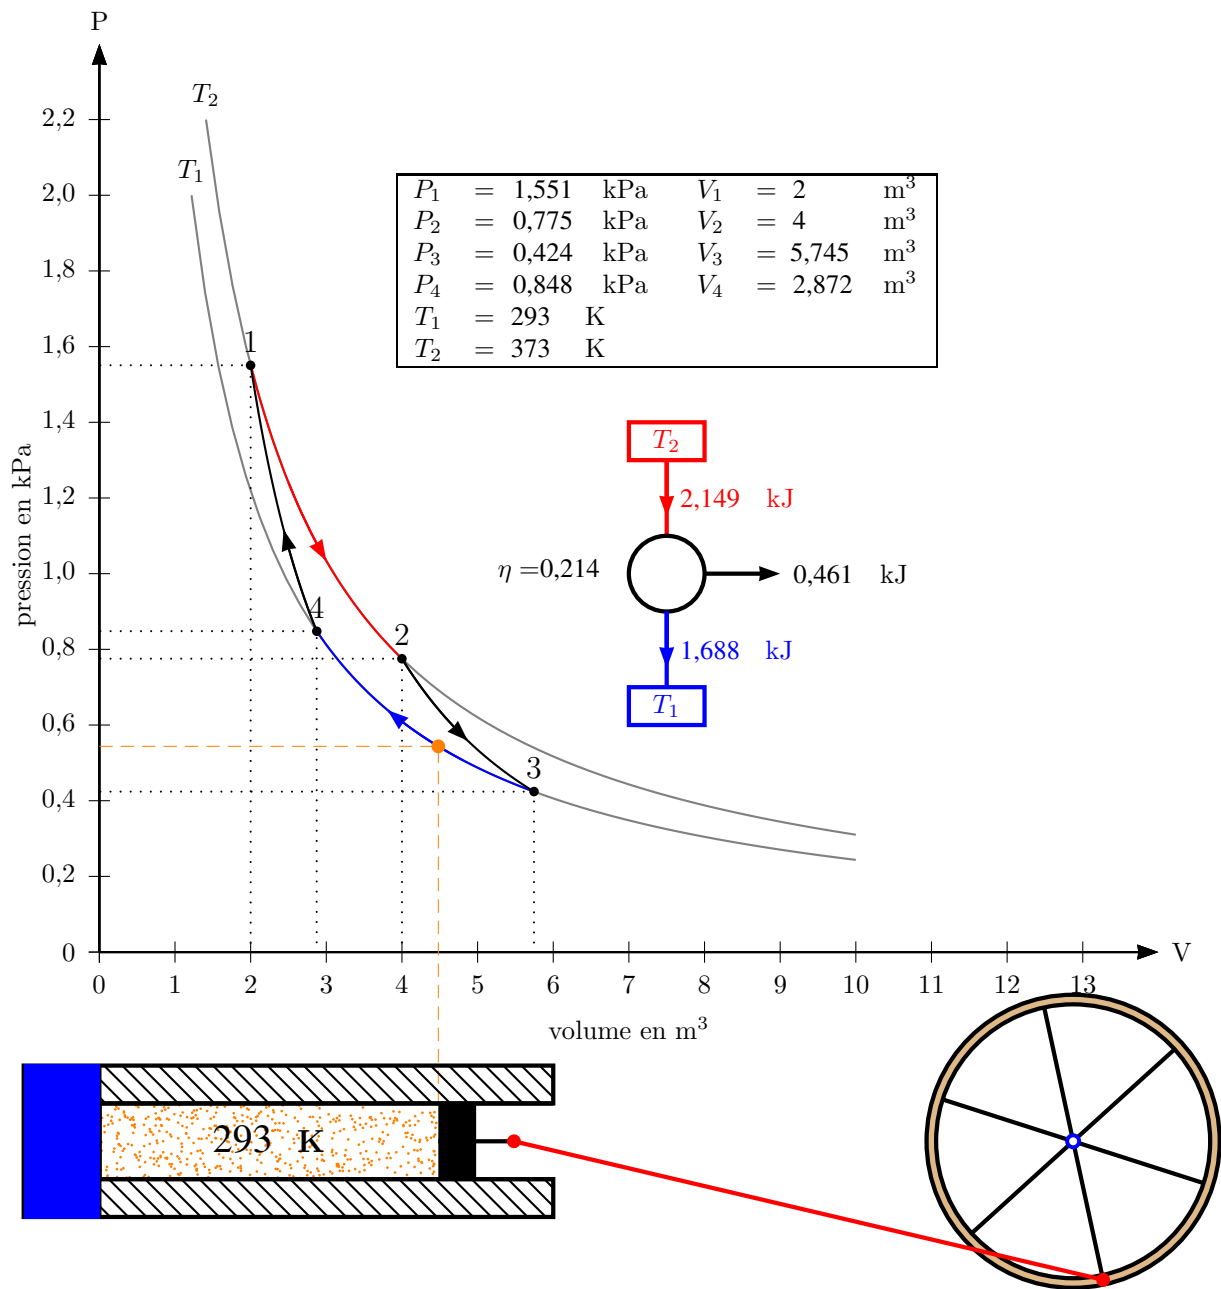 P
T₂
T₁
2,2
2,0
1,8
1,6
1,4
1,2
1,0
0,8
0,6
0,4
0,2
0
pression en kPa
P₁ = 1,551 kPa V₁ = 2 m³
P₂ = 0,775 kPa V₂ = 4 m³
P₃ = 0,424 kPa V₃ = 5,745 m³
P₄ = 0,848 kPa V₄ = 2,872 m³
T₁ = 293 K
T₂ = 373 K
1
4
2
3
T₂
2,149 kJ
η =0,214
0,461 kJ
1,688 kJ
T₁
0 1 2 3 4 5 6 7 8 9 10 11 12 13
V
volume en m³
293 K